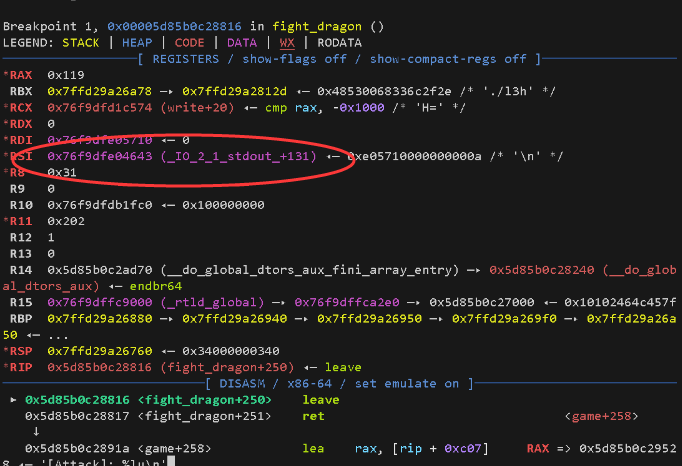 Breakpoint 1, 0x00005d85b0c28816 in fight_dragon ()
LEGEND: STACK | HEAP | CODE | DATA | WX | RODATA
[ REGISTERS / show-flags off / show-compact-regs off ]
*RAX 0x119
RBX 0x7ffd29a26a78 —▸ 0x7ffd29a2812d ◂— 0x48530068336c2f2e /* './l3h' */
*RCX 0x76f9dfd1c574 (write+20) ◂— cmp rax, -0x1000 /* 'H=' */
*RDX 0
*RDI 0x76f9dfe05710 ◂— 0
*RSI 0x76f9dfe04643 (_IO_2_1_stdout_+131) ◂— 0xe05710000000000a /* '\n' */
*R8 0x31
R9 0
R10 0x76f9dfdb1fc0 ◂— 0x100000000
*R11 0x202
R12 1
R13 0
R14 0x5d85b0c2ad70 (__do_global_dtors_aux_fini_array_entry) —▸ 0x5d85b0c28240 (__do_glob
al_dtors_aux) ◂— endbr64
R15 0x76f9dffc9000 (_rtld_global) —▸ 0x76f9dffca2e0 —▸ 0x5d85b0c27000 ◂— 0x10102464c457f
RBP 0x7ffd29a26880 —▸ 0x7ffd29a26940 —▸ 0x7ffd29a26950 —▸ 0x7ffd29a269f0 —▸ 0x7ffd29a26a
50 ◂— ...
*RSP 0x7ffd29a26760 ◂— 0x34000000340
*RIP 0x5d85b0c28816 (fight_dragon+250) ◂— leave
[ DISASM / x86-64 / set emulate on ]
► 0x5d85b0c28816 <fight_dragon+250> leave
0x5d85b0c28817 <fight_dragon+251> ret <game+258>
↓
0x5d85b0c2891a <game+258> lea rax, [rip + 0xc07] RAX => 0x5d85b0c2952
8 ◂— '[Attack]: %lu\n'